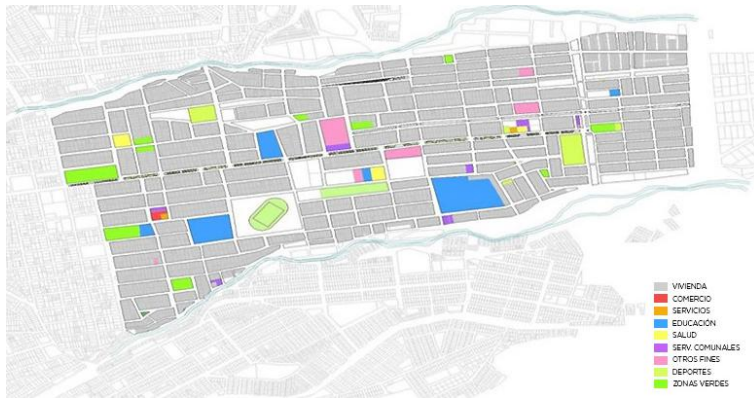 VIVIENDA
COMERCIO
SERVICIOS
EDUCACIÓN
SALUD
SERV. COMUNALES
OTROS FINES
DEPORTES
ZONAS VERDES